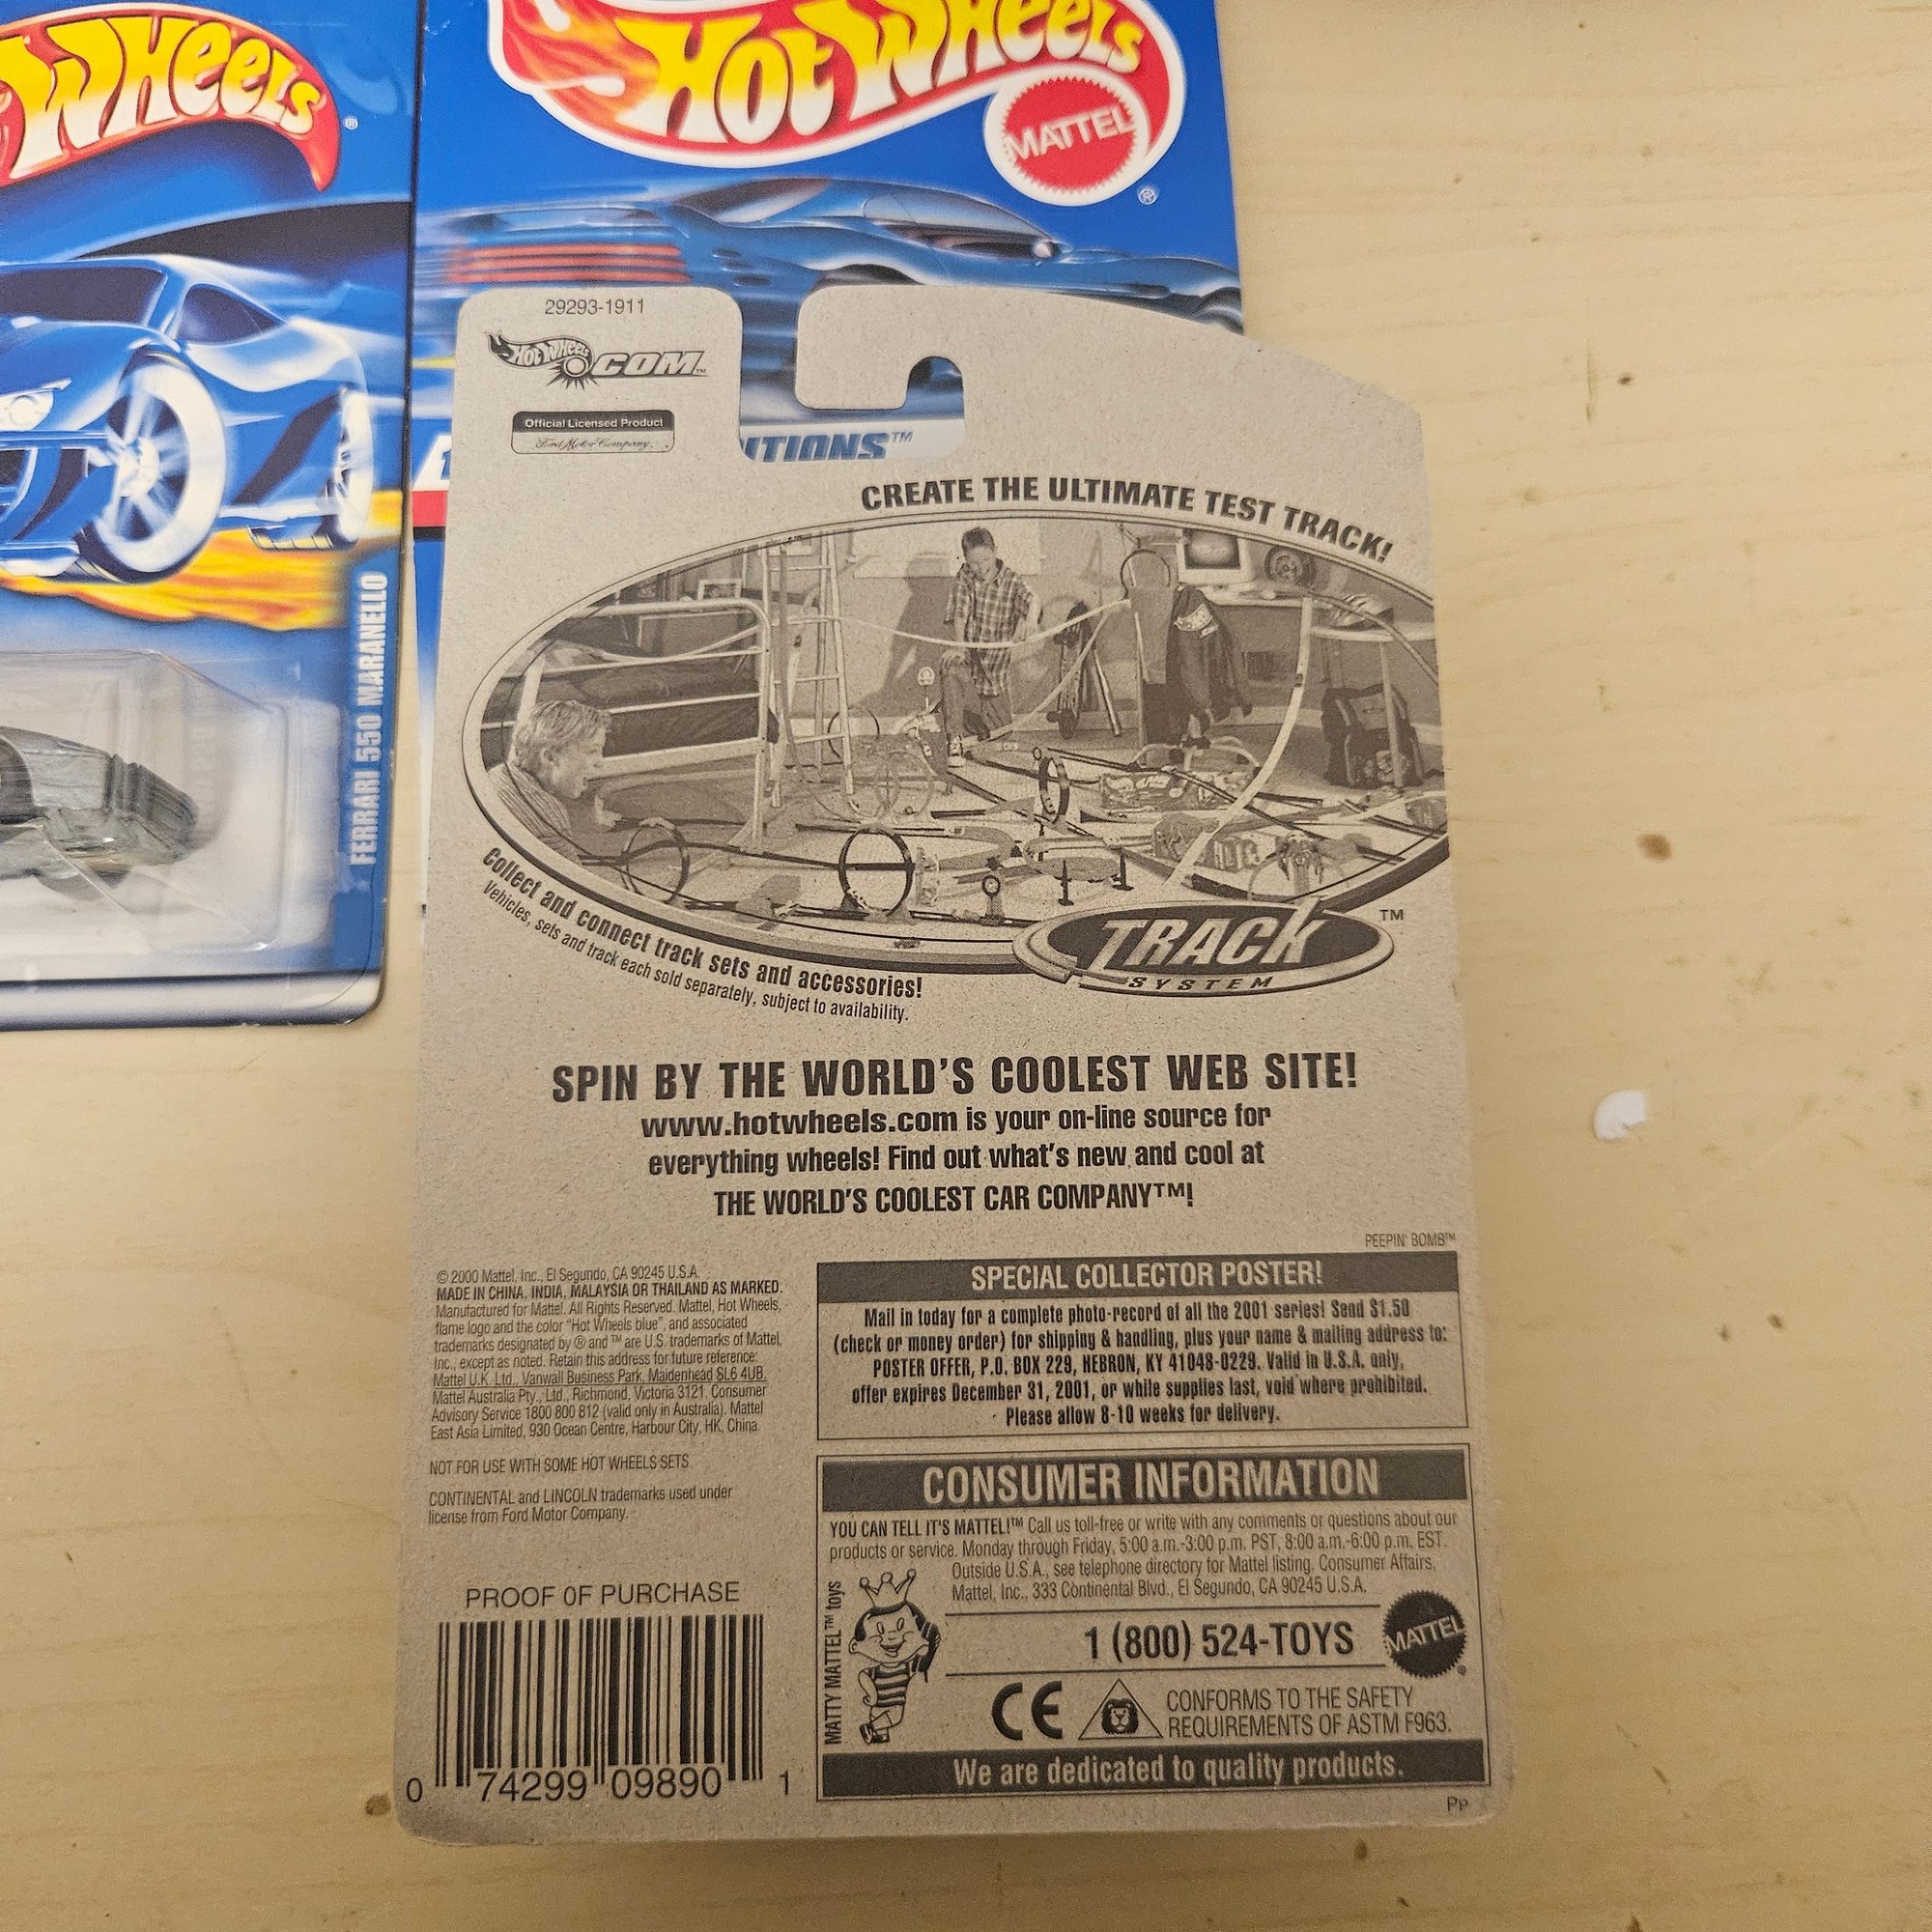 WHEELS
®
FERRARI 550 MARANELLO
HOT WHEELS
MATTEL
®
ITIONS™
29293-1911
HOT WHEELS
.COM™
Official Licensed Product
Ford Motor Company.
CREATE THE ULTIMATE TEST TRACK!
Collect and connect track sets and accessories!
Vehicles, sets and track each sold separately, subject to availability.
TRACK
SYSTEM
™
SPIN BY THE WORLD'S COOLEST WEB SITE!
www.hotwheels.com is your on-line source for
everything wheels! Find out what's new and cool at
THE WORLD'S COOLEST CAR COMPANY™!
PEEPIN' BOMB™
© 2000 Mattel, Inc., El Segundo, CA 90245 U.S.A.
MADE IN CHINA, INDIA, MALAYSIA OR THAILAND AS MARKED.
Manufactured for Mattel. All Rights Reserved. Mattel, Hot Wheels,
flame logo and the color "Hot Wheels blue", and associated
trademarks designated by ® and ™ are U.S. trademarks of Mattel,
Inc., except as noted. Retain this address for future reference:
Mattel U.K. Ltd., Vanwall Business Park, Maidenhead SL6 4UB.
Mattel Australia Pty., Ltd., Richmond, Victoria 3121. Consumer
Advisory Service 1800 800 812 (valid only in Australia). Mattel
East Asia Limited, 930 Ocean Centre, Harbour City, HK, China.
NOT FOR USE WITH SOME HOT WHEELS SETS.
CONTINENTAL and LINCOLN trademarks used under
license from Ford Motor Company.
PROOF OF PURCHASE
0 74299 09890 1
SPECIAL COLLECTOR POSTER!
Mail in today for a complete photo-record of all the 2001 series! Send $1.50
(check or money order) for shipping & handling, plus your name & mailing address to:
POSTER OFFER, P.O. BOX 229, HEBRON, KY 41048-0229. Valid in U.S.A. only,
offer expires December 31, 2001, or while supplies last, void where prohibited.
Please allow 8-10 weeks for delivery.
CONSUMER INFORMATION
YOU CAN TELL IT'S MATTEL!™ Call us toll-free or write with any comments or questions about our
products or service. Monday through Friday, 5:00 a.m.-3:00 p.m. PST, 8:00 a.m.-6:00 p.m. EST.
Outside U.S.A., see telephone directory for Mattel listing. Consumer Affairs,
Mattel, Inc., 333 Continental Blvd., El Segundo, CA 90245 U.S.A.
MATTY MATTEL™ toys
1 (800) 524-TOYS
MATTEL
®
CE
CONFORMS TO THE SAFETY
REQUIREMENTS OF ASTM F963.
We are dedicated to quality products.
Pp